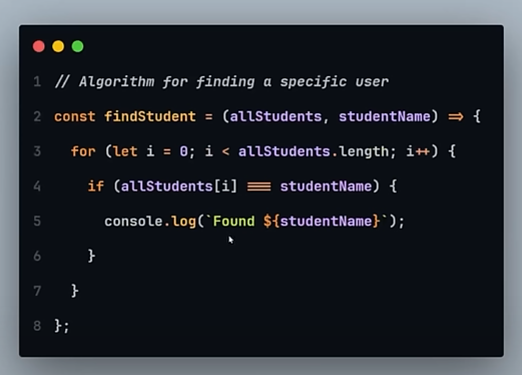 1 // Algorithm for finding a specific user
2 const findStudent = (allStudents, studentName) => {
3 for (let i = 0; i < allStudents.length; i++) {
4 if (allStudents[i] === studentName) {
5 console.log(`Found ${studentName}`);
6 }
7 }
8 };